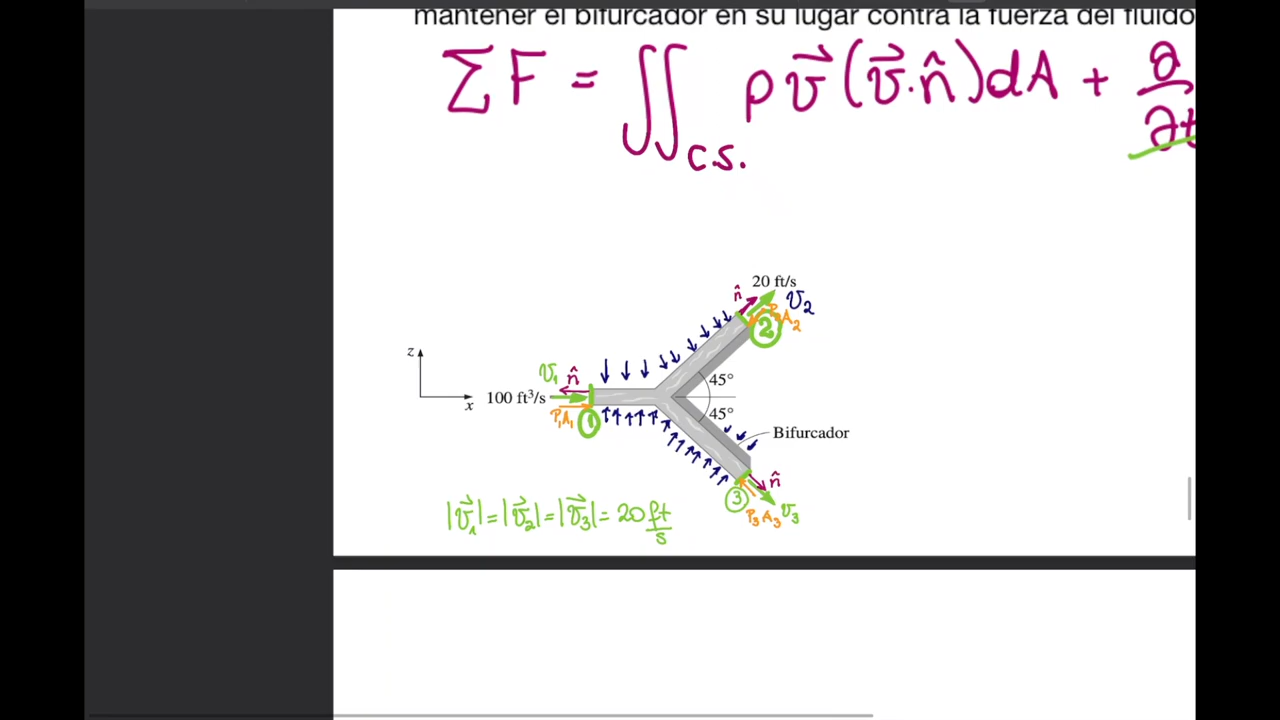 mantener el bifurcador en su lugar contra la fuerza del fluido
ΣF = ∬c.s. ρv⃗(v⃗.n̂)dA + ∂/∂t
20 ft/s
n̂
v₂
P₂A₂
2
z
x
v₁
n̂
100 ft³/s
P₁A₁
1
45°
45°
Bifurcador
n̂
3
P₃A₃
v₃
|v⃗₁|=|v⃗₂|=|v⃗₃|= 20 ft/s